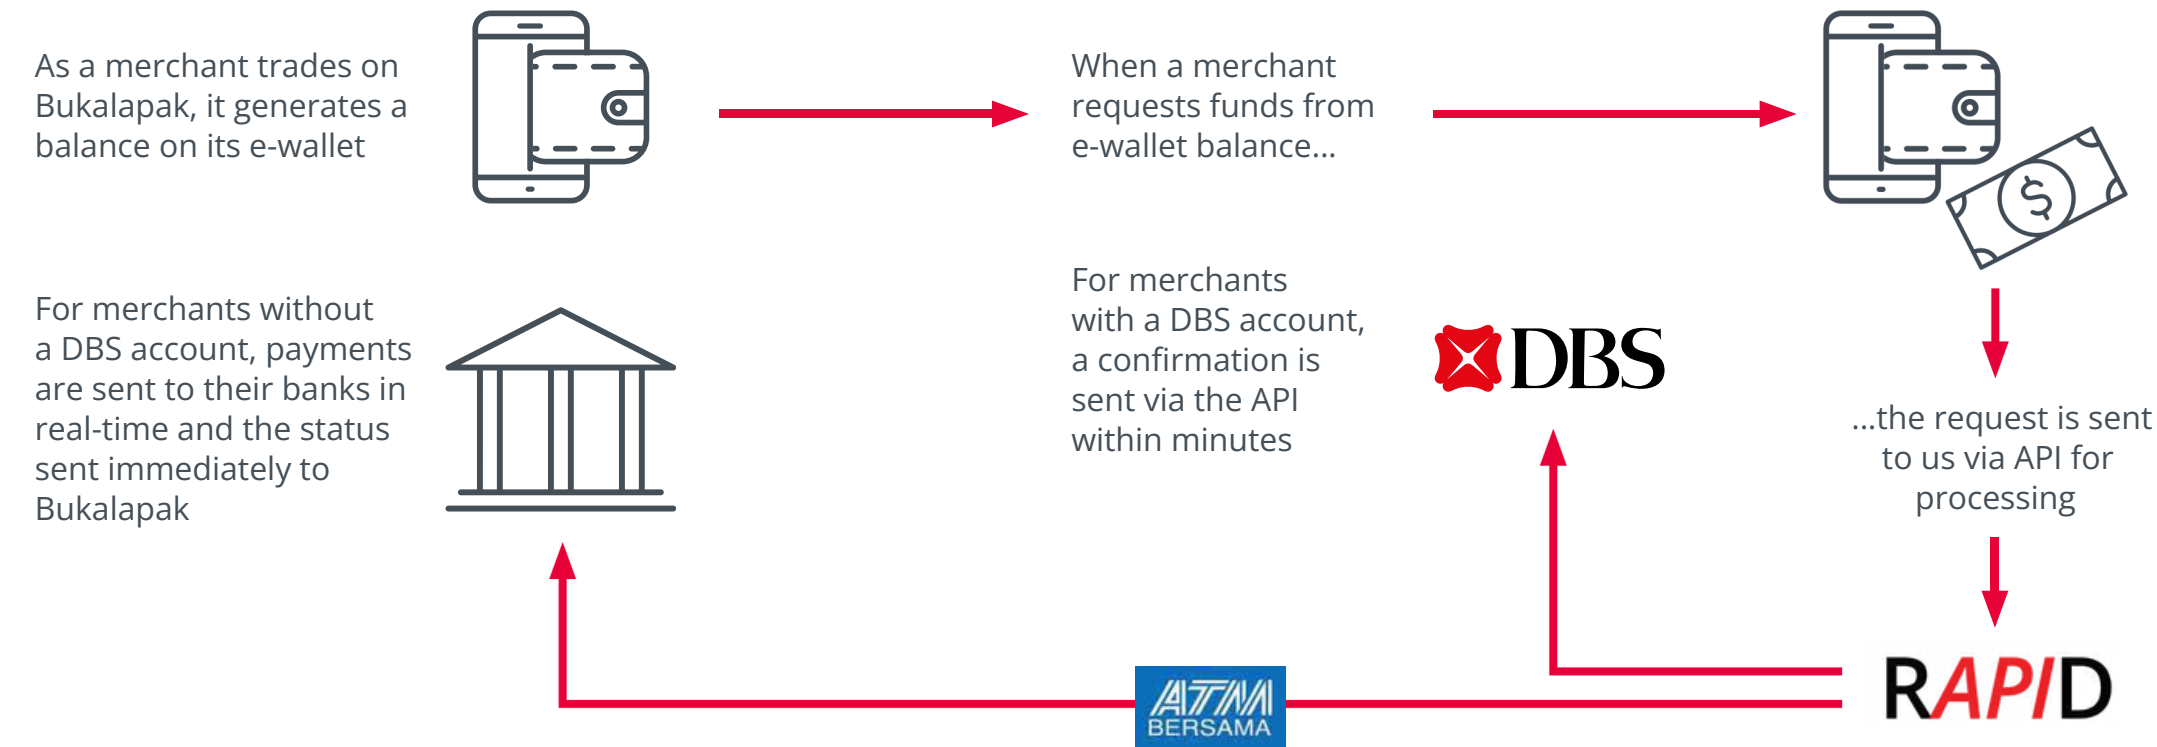 As a merchant trades on
Bukalapak, it generates a
balance on its e-wallet
When a merchant
requests funds from
e-wallet balance...
...the request is sent
to us via API for
processing
RAPID
For merchants
with a DBS account,
a confirmation is
sent via the API
within minutes
DBS
ATM
BERSAMA
For merchants without
a DBS account, payments
are sent to their banks in
real-time and the status
sent immediately to
Bukalapak
$